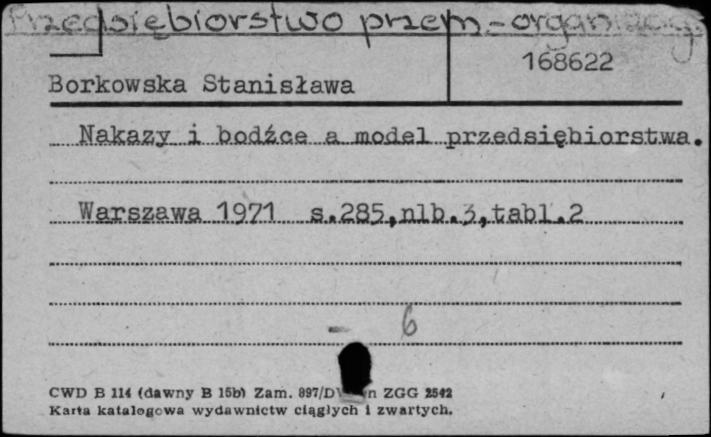 Przedsiębiorstwo przem-organizacj.
168622
Borkowska Stanisława
Nakazy i bodźce a model przedsiębiorstwa.
Warszawa 1971 s.285,nlb.3,tabl.2
- 6
CWD B 114 (dawny B 15b) Zam. 897/ ZGG 2542
Karta katalogowa wydawnictw ciągłych i zwartych.